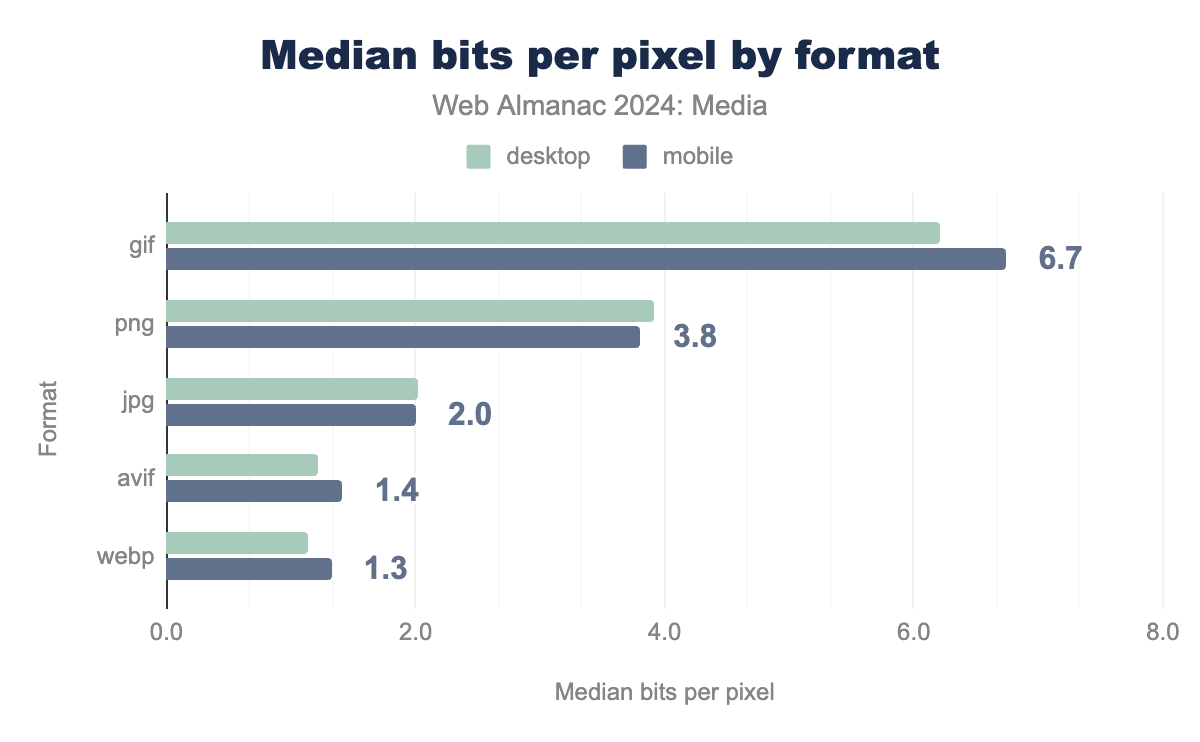 Median bits per pixel by format
Web Almanac 2024: Media
desktop mobile
gif 6.7
png 3.8
jpg 2.0
avif 1.4
webp 1.3
Format
0.0 2.0 4.0 6.0 8.0
Median bits per pixel